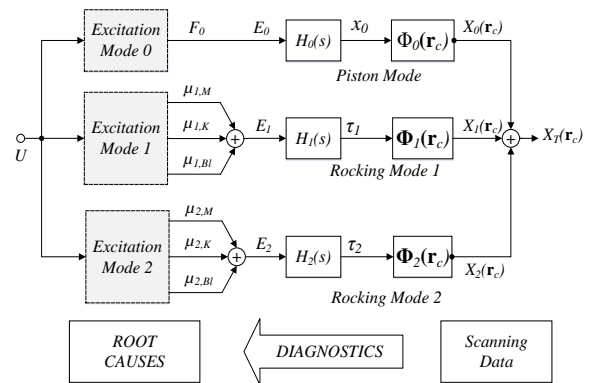 Excitation
Mode 0
F0
E0
H0(s)
x0
Φ0(rc)
X0(rc)
Piston Mode
U
Excitation
Mode 1
μ1,M
μ1,K
μ1,Bl
+
E1
H1(s)
τ1
Φ1(rc)
X1(rc)
+
XT(rc)
Rocking Mode 1
Excitation
Mode 2
μ2,M
μ2,K
μ2,Bl
+
E2
H2(s)
τ2
Φ2(rc)
X2(rc)
Rocking Mode 2
ROOT
CAUSES
DIAGNOSTICS
Scanning
Data